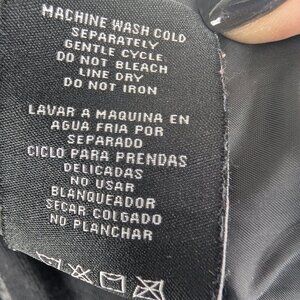 MACHINE WASH COLD
SEPARATELY
GENTLE CYCLE
DO NOT BLEACH
LINE DRY
DO NOT IRON
LAVAR A MAQUINA EN
AGUA FRIA POR
SEPARADO
CICLO PARA PRENDAS
DELICADAS
NO USAR
BLANQUEADOR
SECAR COLGADO
NO PLANCHAR